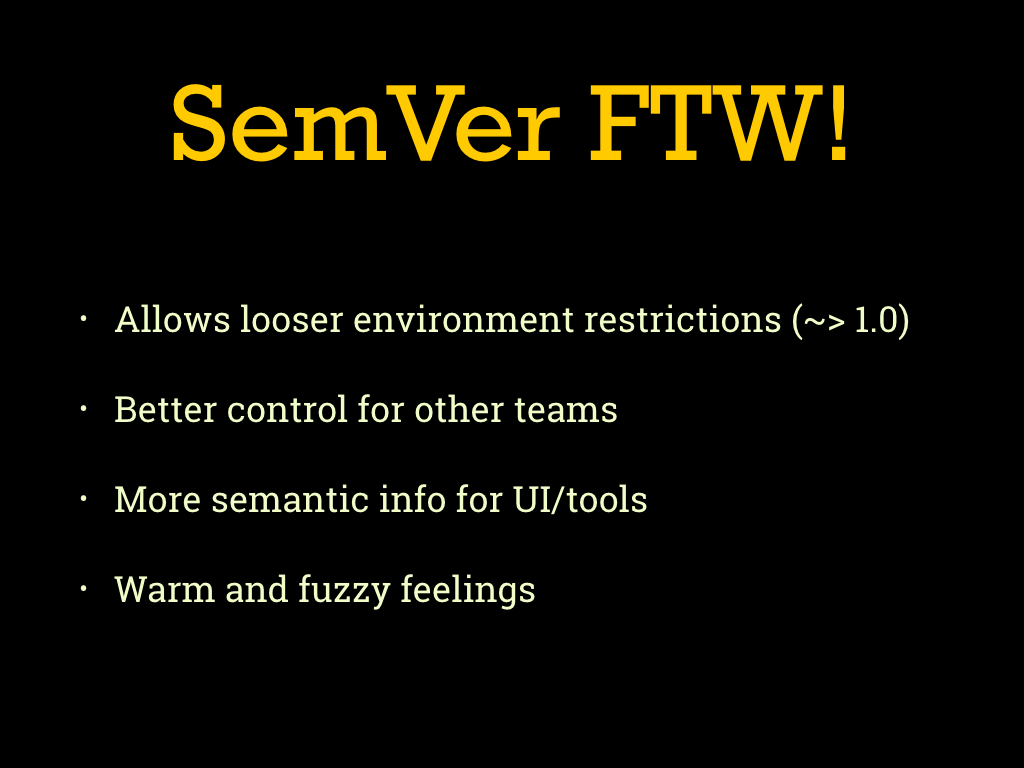 SemVer FTW!
• Allows looser environment restrictions (~> 1.0)
• Better control for other teams
• More semantic info for UI/tools
• Warm and fuzzy feelings